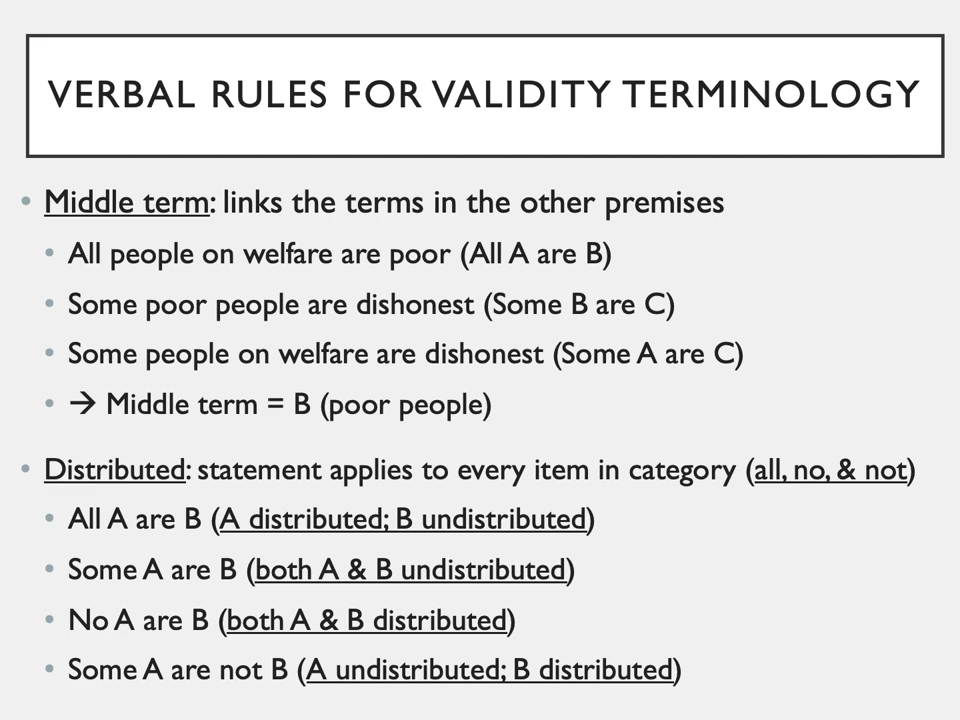 VERBAL RULES FOR VALIDITY TERMINOLOGY
• Middle term: links the terms in the other premises
• All people on welfare are poor (All A are B)
• Some poor people are dishonest (Some B are C)
• Some people on welfare are dishonest (Some A are C)
• → Middle term = B (poor people)
• Distributed: statement applies to every item in category (all, no, & not)
• All A are B (A distributed; B undistributed)
• Some A are B (both A & B undistributed)
• No A are B (both A & B distributed)
• Some A are not B (A undistributed; B distributed)